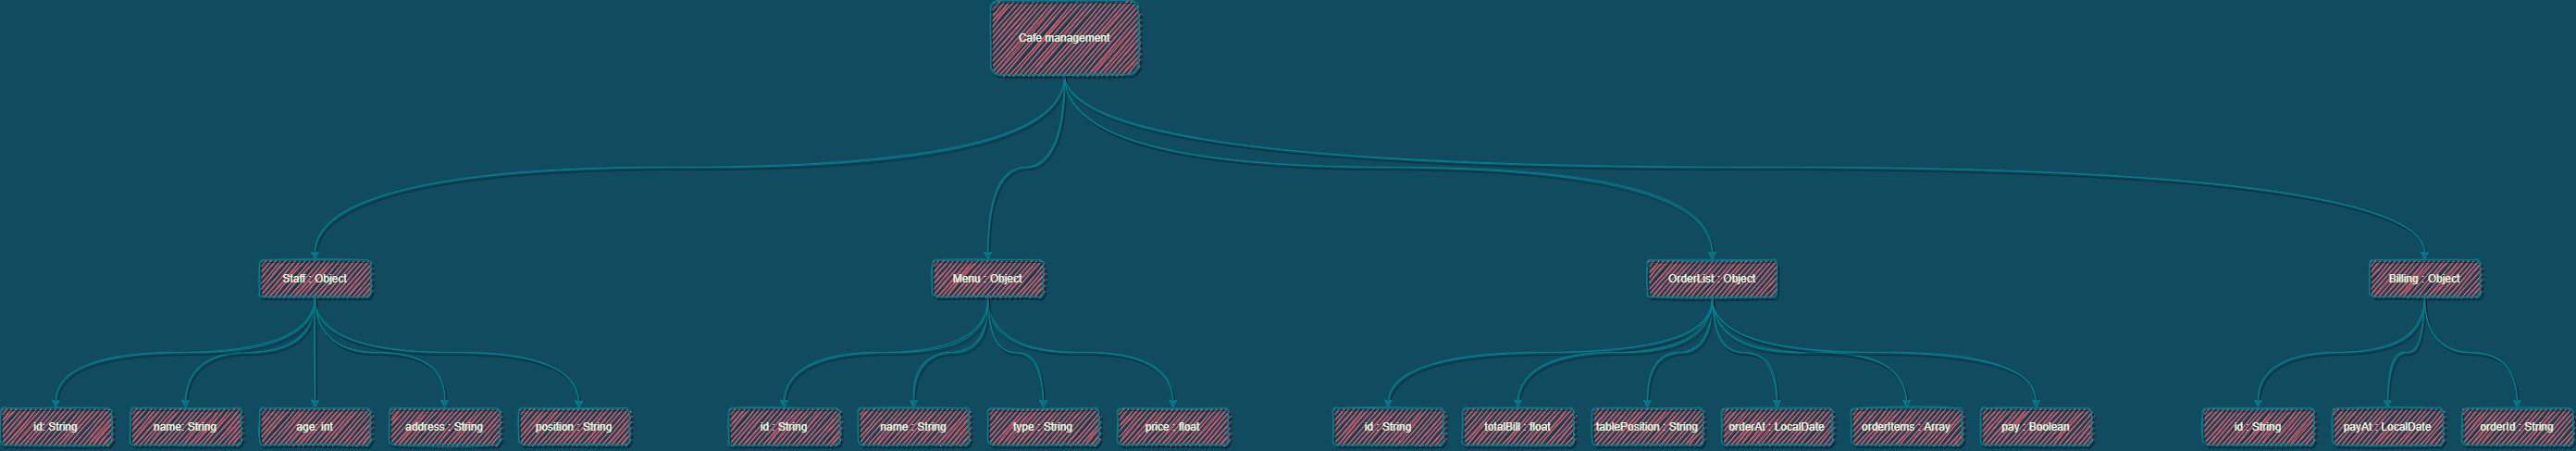 Cafe management
Staff : Object
Menu : Object
OrderList : Object
Billing : Object
id: String
name: String
age: int
address : String
position : String
id : String
name : String
type : String
price : float
id : String
totalBill : float
tablePosition : String
orderAt : LocalDate
orderItems : Array
pay : Boolean
id : String
payAt : LocalDate
orderId : String